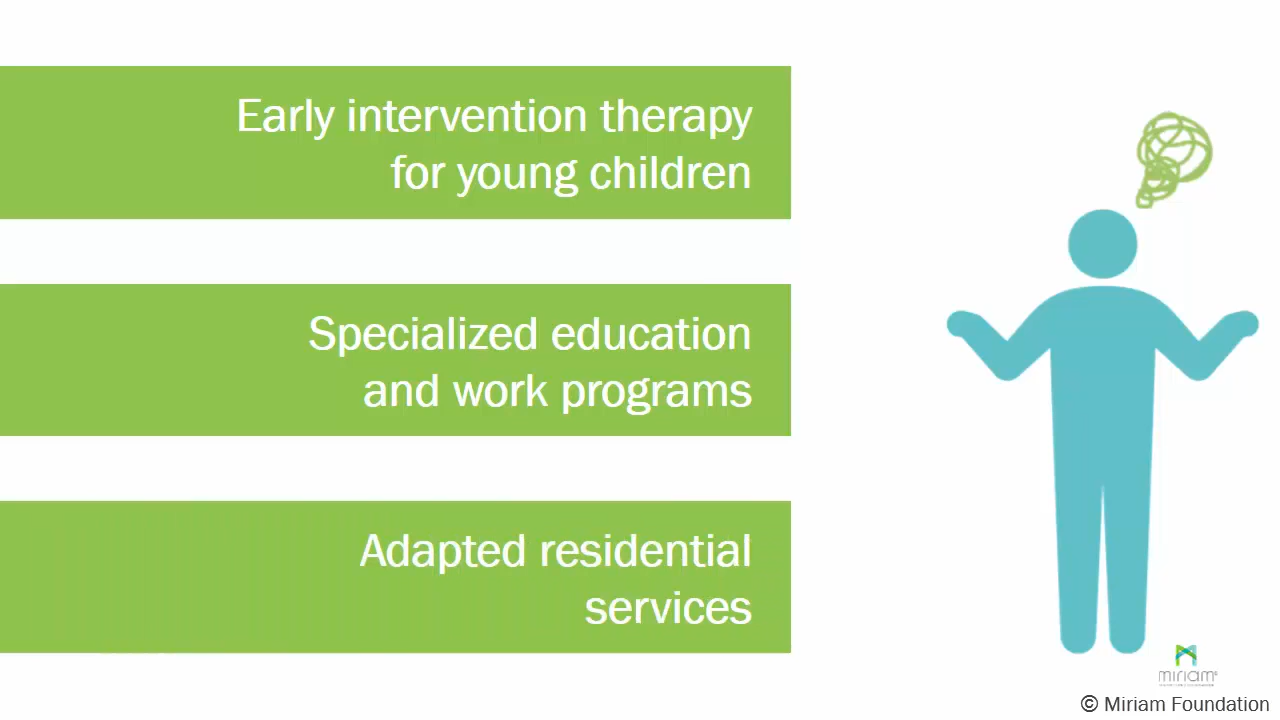 Early intervention therapy
for young children
Specialized education
and work programs
Adapted residential
services
miriam
© Miriam Foundation